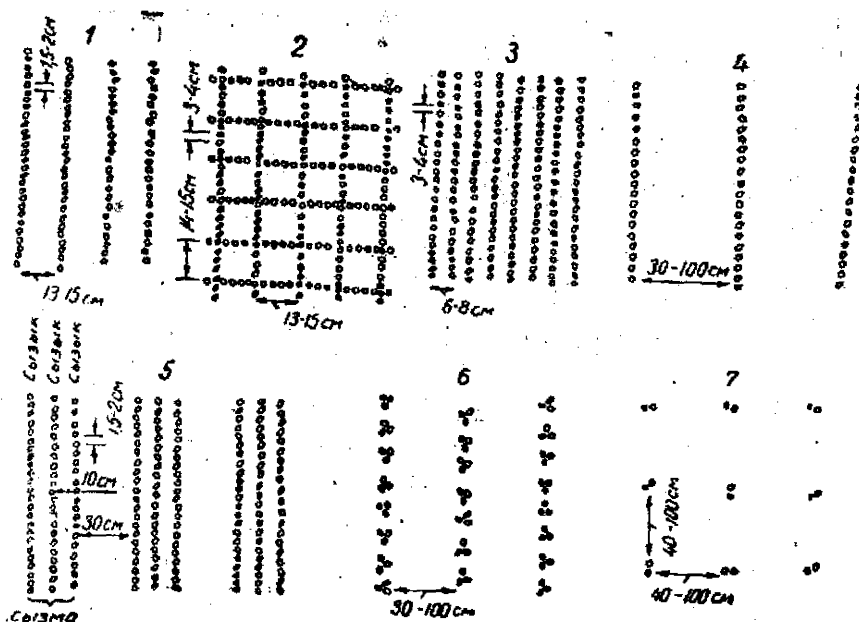 1
1,5-2см
13-15см
2
3-4см
14-15см
13-15см
3
3-4см
6-8см
4
30-100см
5
Сызык
Сызык
Сызык
1,5-2см
10см
30см
Сызма
6
30-100см
7
40-100см
40-100см